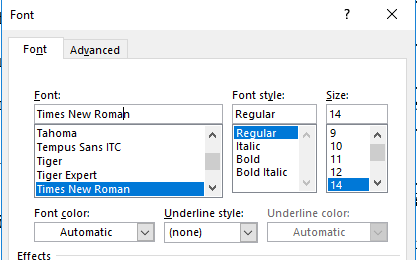 Font ? ×
Font Advanced
Font: Font style: Size:
Times New Roman Regular 14
Tahoma Regular 9
Tempus Sans ITC Italic 10
Tiger Bold 11
Tiger Expert Bold Italic 12
Times New Roman 14
Font color: Underline style: Underline color:
Automatic (none) Automatic
Effects